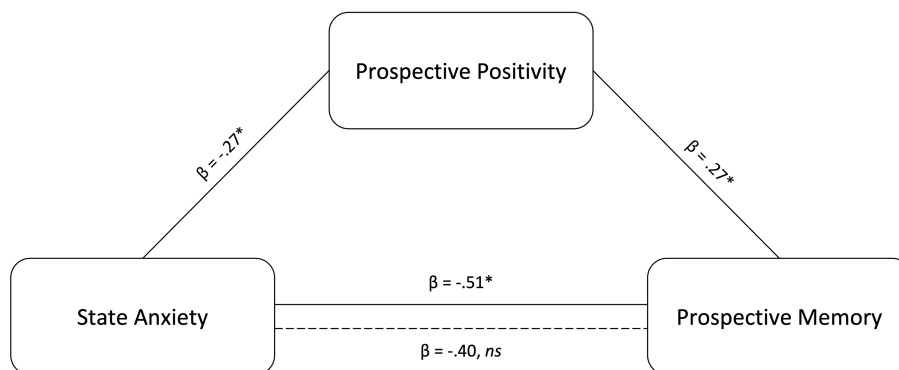 Prospective Positivity
β = -.27*
β = .27*
β = -.51*
State Anxiety
Prospective Memory
β = -.40, ns